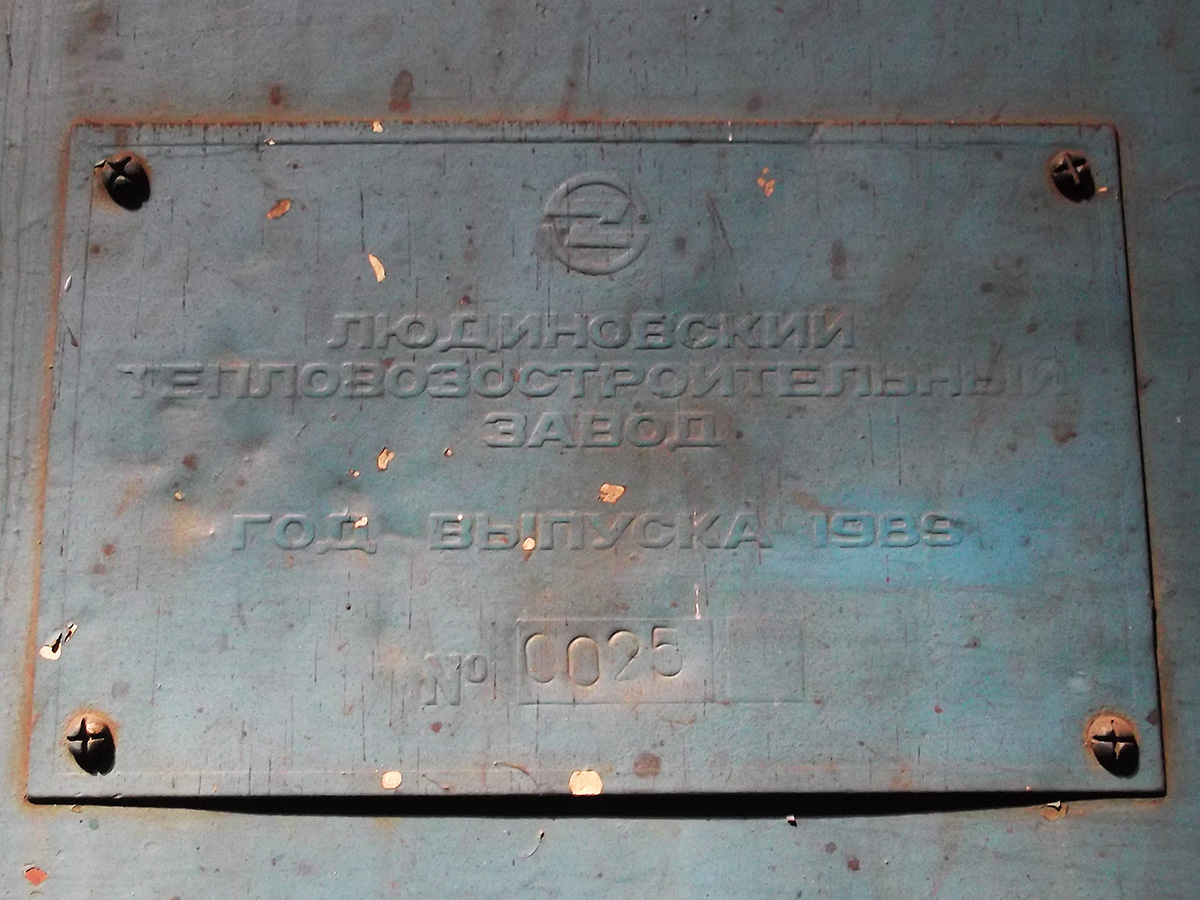 ЛЮДИНОВСКИЙ
ТЕПЛОВОЗОСТРОИТЕЛЬНЫЙ
ЗАВОД
ГОД ВЫПУСКА 1989
№ 0025